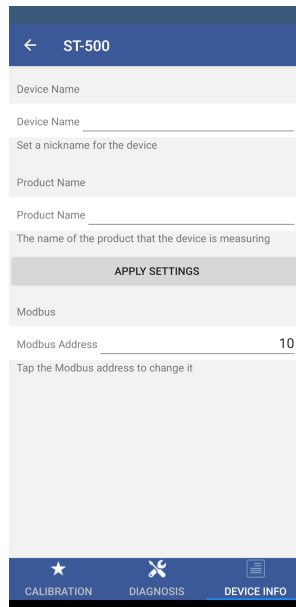 ST-500
Device Name
Device Name
Set a nickname for the device
Product Name
Product Name
The name of the product that the device is measuring
APPLY SETTINGS
Modbus
Modbus Address 10
Tap the Modbus address to change it
CALIBRATION DIAGNOSIS DEVICE INFO